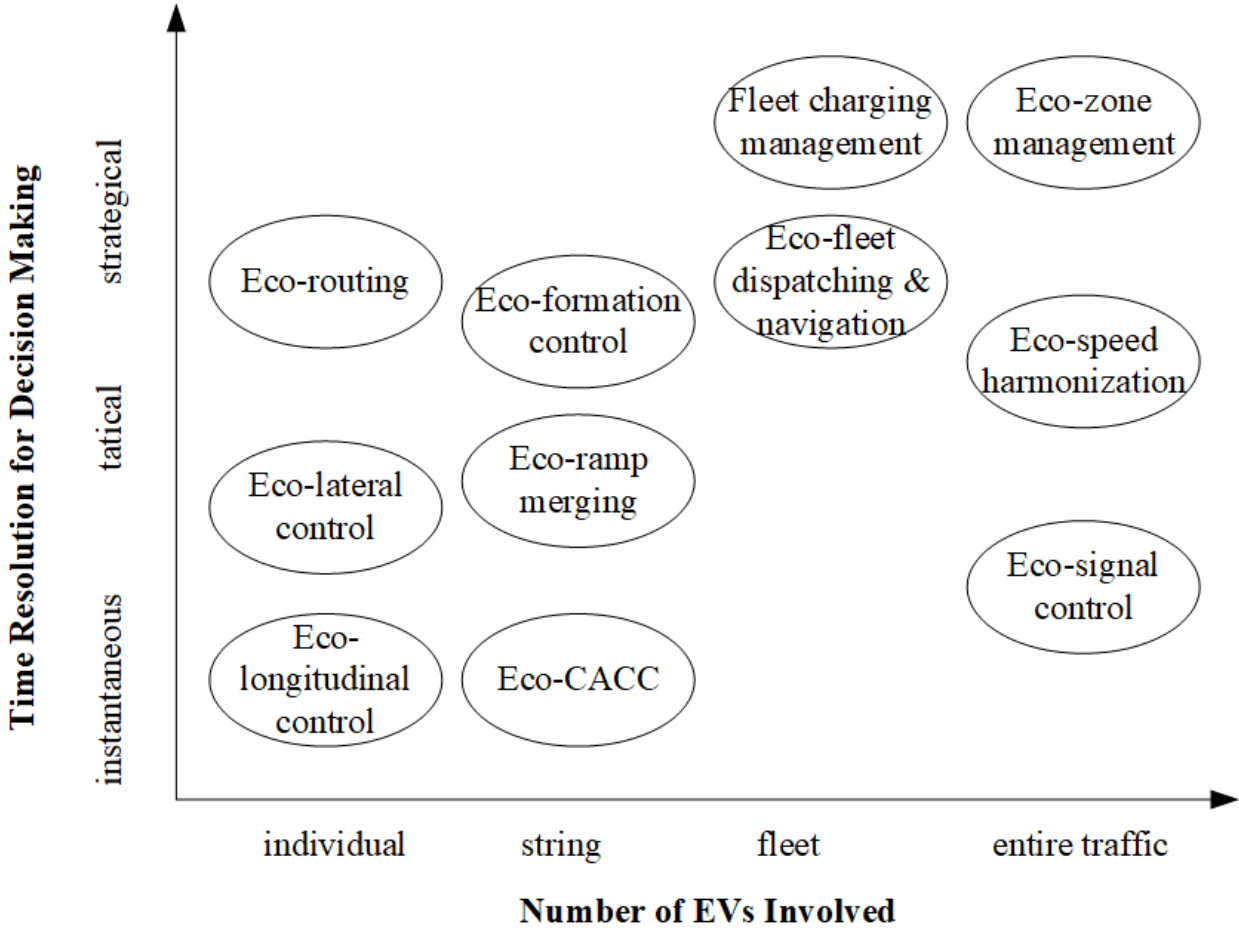 Time Resolution for Decision Making
strategical
tatical
instantaneous
Fleet charging
management
Eco-zone
management
Eco-routing
Eco-formation
control
Eco-fleet
dispatching &
navigation
Eco-speed
harmonization
Eco-lateral
control
Eco-ramp
merging
Eco-signal
control
Eco-
longitudinal
control
Eco-CACC
individual
string
fleet
entire traffic
Number of EVs Involved